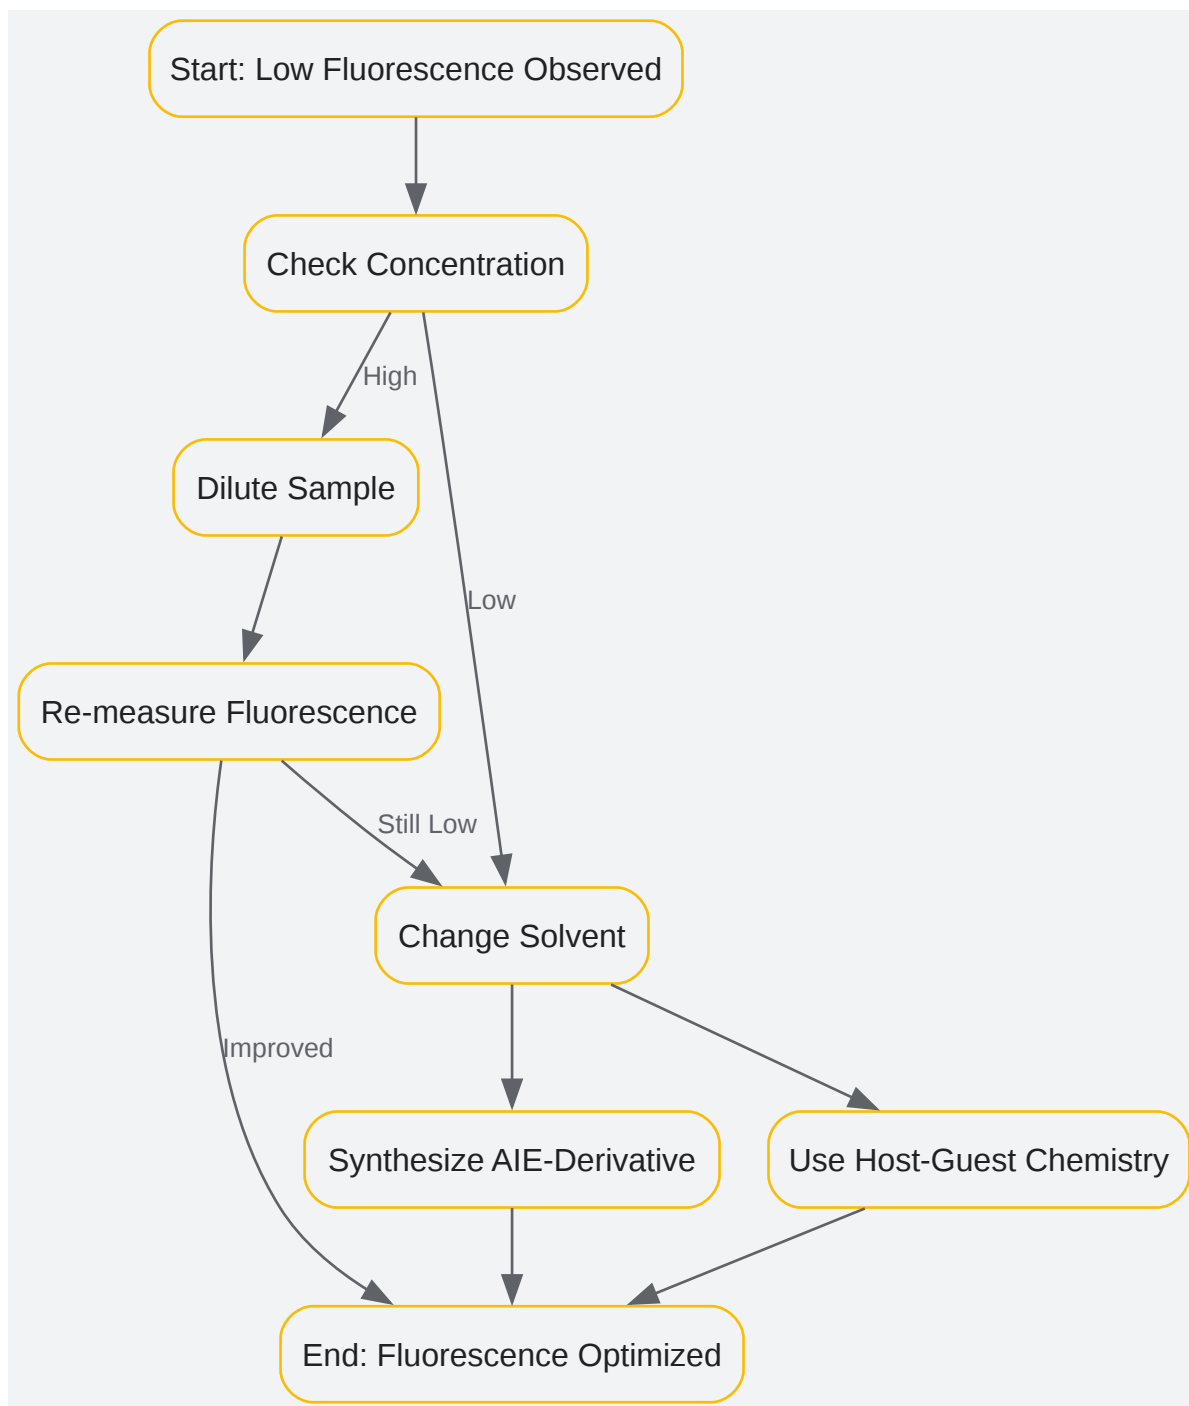 Start: Low Fluorescence Observed
Check Concentration
High
Dilute Sample
Low
Re-measure Fluorescence
Still Low
Change Solvent
Improved
Synthesize AIE-Derivative
Use Host-Guest Chemistry
End: Fluorescence Optimized